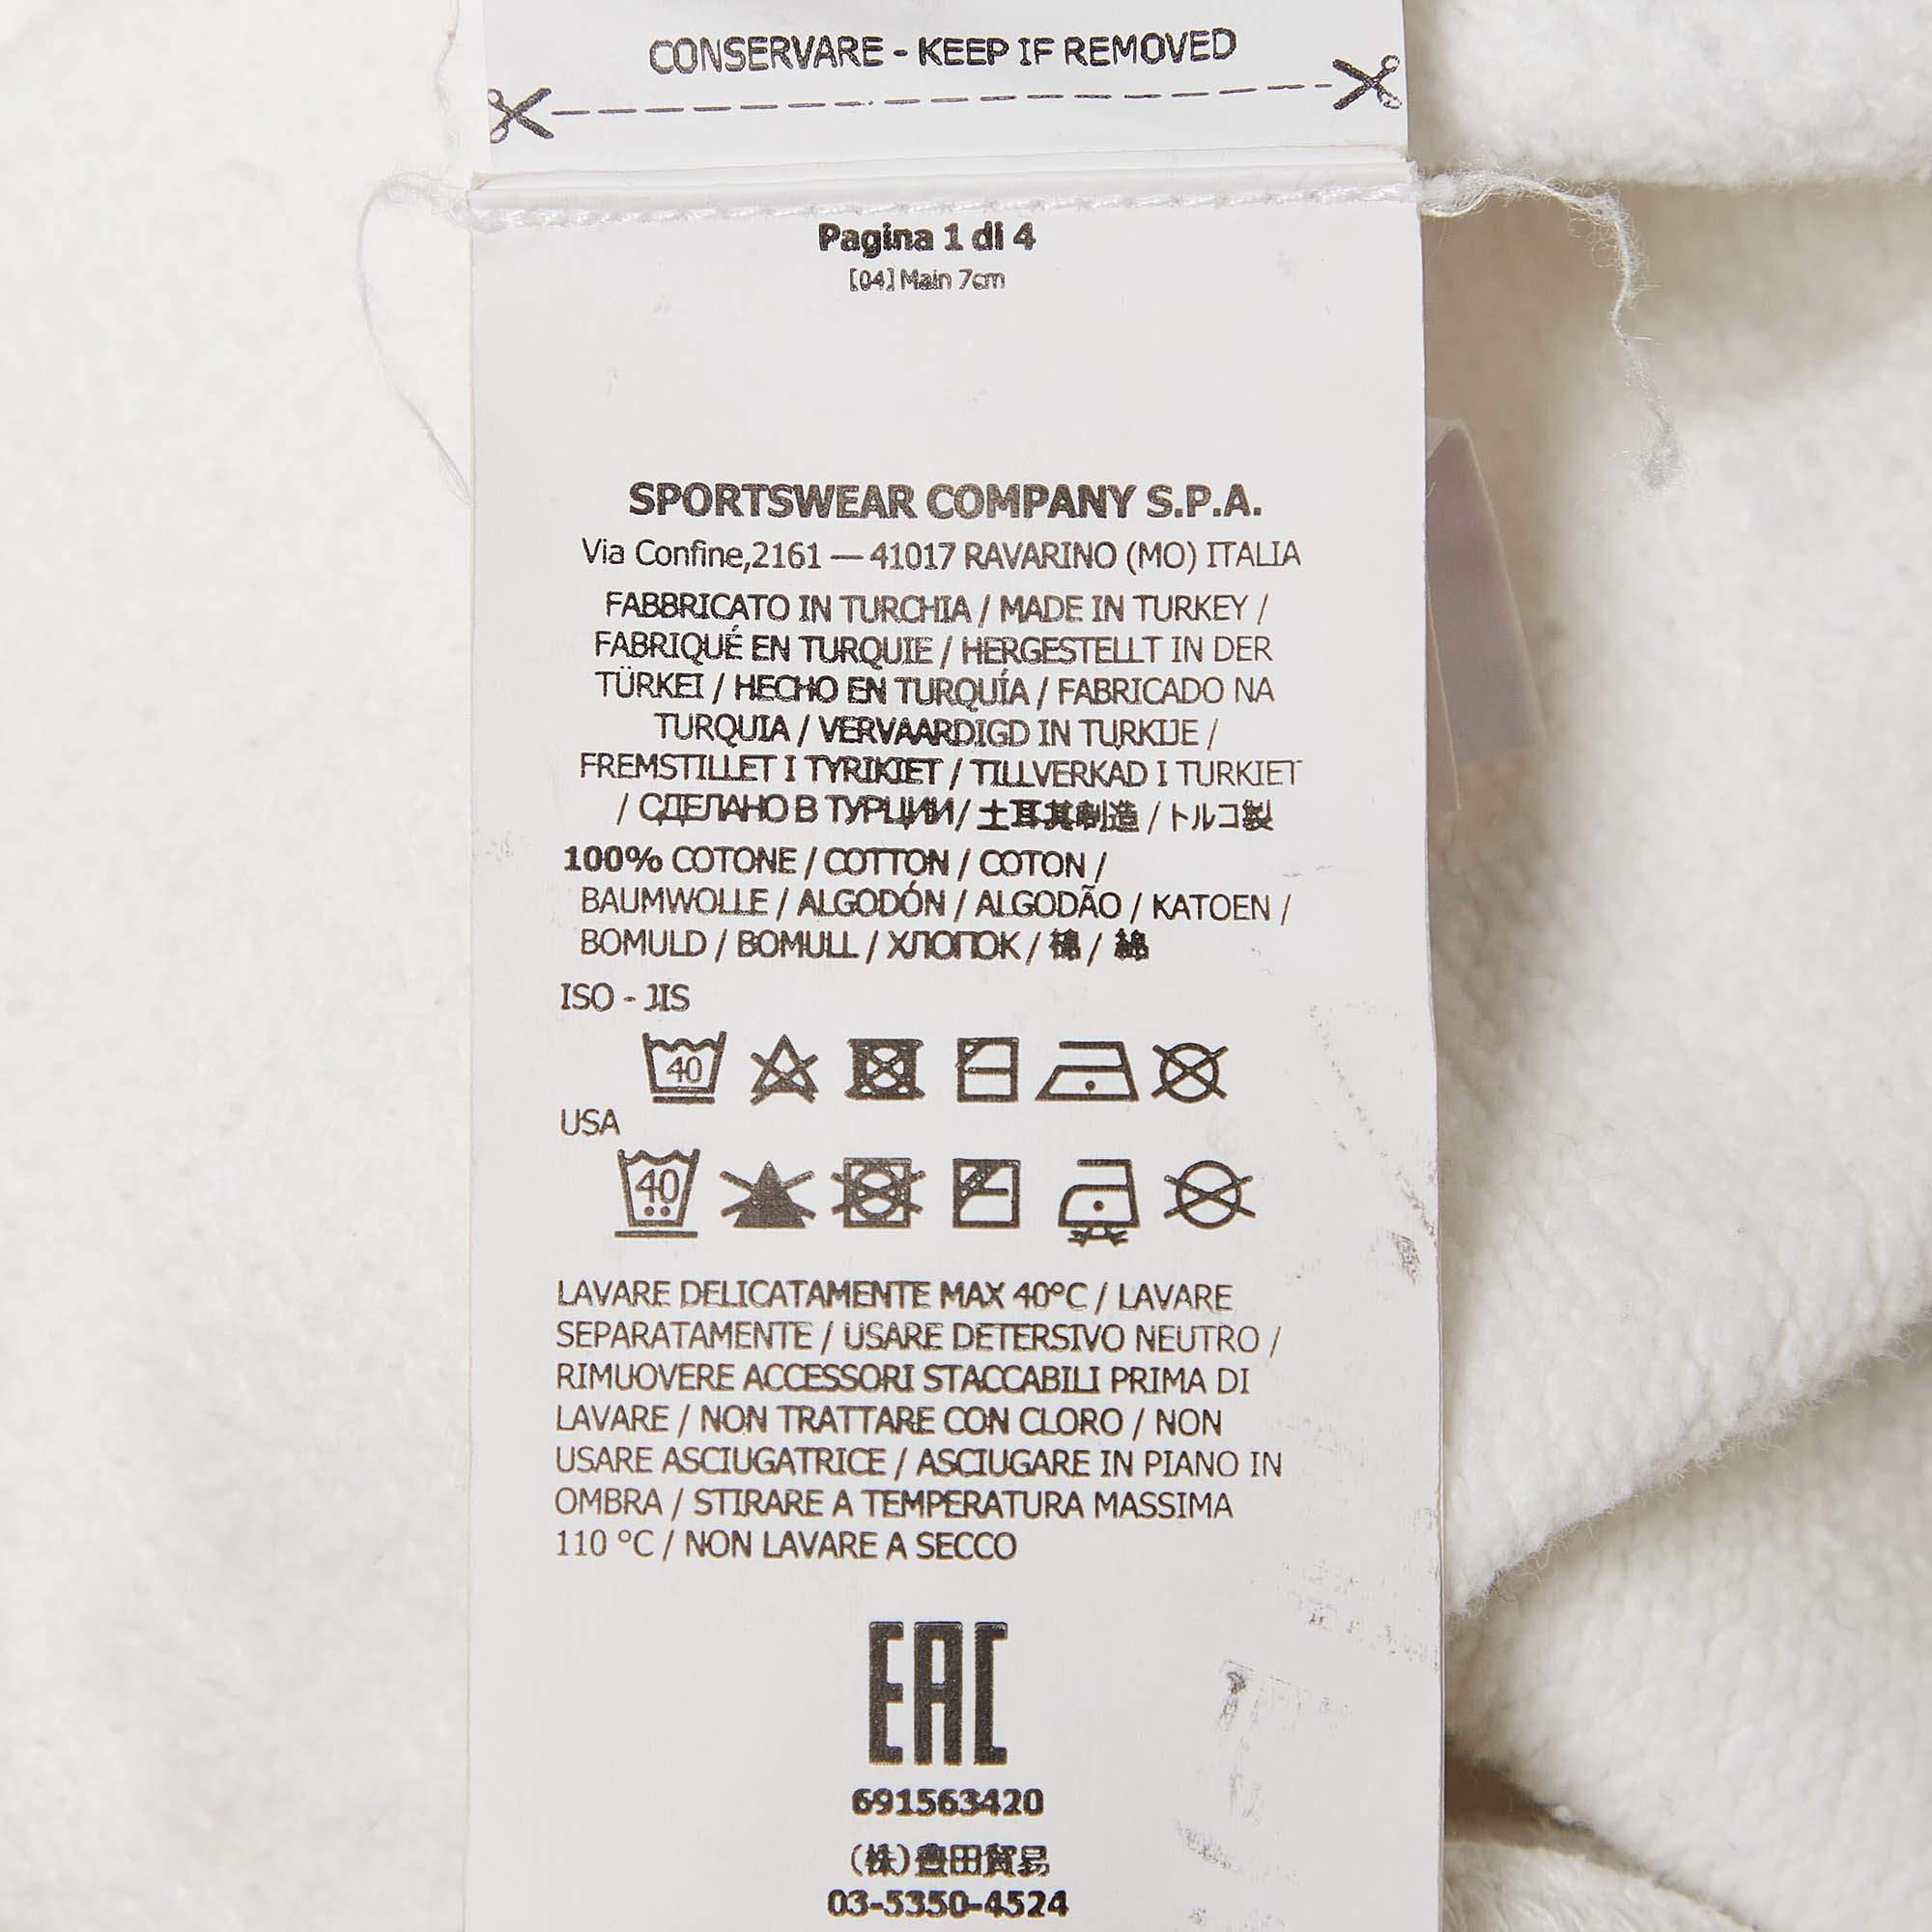 CONSERVARE - KEEP IF REMOVED
Pagina 1 di 4
[04] Main 7cm
SPORTSWEAR COMPANY S.P.A.
Via Confine,2161 — 41017 RAVARINO (MO) ITALIA
FABBRICATO IN TURCHIA / MADE IN TURKEY /
FABRIQUÉ EN TURQUIE / HERGESTELLT IN DER
TÜRKEI / HECHO EN TURQUÍA / FABRICADO NA
TURQUIA / VERVAARDIGD IN TURKIJE /
FREMSTILLET I TYRIKIET / TILLVERKAD I TURKIET
/ СДЕЛАНО В ТУРЦИИ / 土耳其制造 / トルコ製
100% COTONE / COTTON / COTON /
BAUMWOLLE / ALGODÓN / ALGODÃO / KATOEN /
BOMULD / BOMULL / ХЛОПОК / 棉 / 綿
ISO - JIS
40
USA
40
LAVARE DELICATAMENTE MAX 40°C / LAVARE
SEPARATAMENTE / USARE DETERSIVO NEUTRO /
RIMUOVERE ACCESSORI STACCABILI PRIMA DI
LAVARE / NON TRATTARE CON CLORO / NON
USARE ASCIUGATRICE / ASCIUGARE IN PIANO IN
OMBRA / STIRARE A TEMPERATURA MASSIMA
110 °C / NON LAVARE A SECCO
EAC
691563420
(株)豊田貿易
03-5350-4524